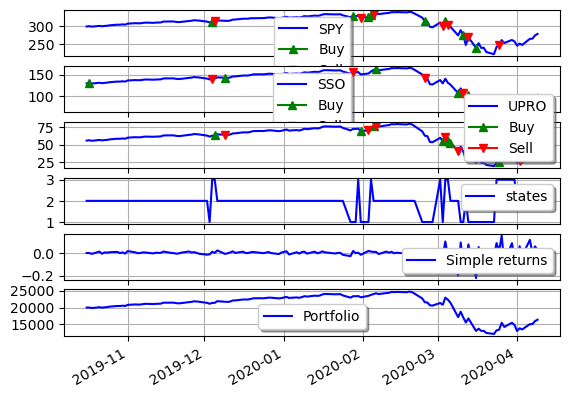 300
250
SPY
Buy
150
100
SSO
Buy
75
50
25
UPRO
Buy
Sell
3
2
1
states
0.0
−0.2
Simple returns
25000
20000
15000
Portfolio
2019-11
2019-12
2020-01
2020-02
2020-03
2020-04